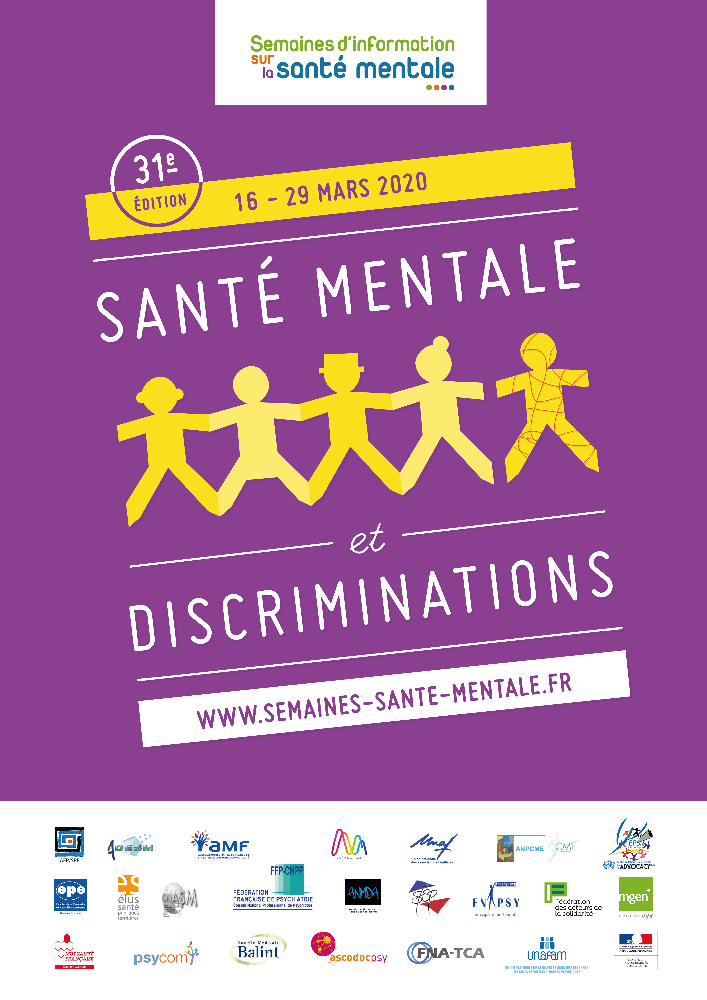 Semaines d'information
sur
la santé mentale
31e
ÉDITION
16 - 29 MARS 2020
SANTÉ MENTALE
et
DISCRIMINATIONS
WWW.SEMAINES-SANTE-MENTALE.FR
AFP/SPF
ADESM
AMF
ASSOCIATION DES MAIRES DE FRANCE
ET DES PRÉSIDENTS D'INTERCOMMUNALITÉ
SANTÉ MENTALE FRANCE
Unaf
Union nationale
des associations familiales
ANPCME
CME
EPSM
Lille-Métropole
Centre collaborateur de l'OMS
ADVOCACY
epe
Ecole des Parents
et des Educateurs
Ile-de-France
es
élus
santé
publique&
territoires
CNASM
FFP-CNPP
FÉDÉRATION
FRANÇAISE DE PSYCHIATRIE
Conseil National Professionnel de Psychiatrie
ANMDA
Association Nationale
Maison Des Adolescents
SFSP
fnapsy.org
FNAPSY
les usagers en santé mentale
Fédération
des acteurs de
la solidarité
mgen*
GROUPE vyv
MUTUALITÉ
FRANÇAISE
ÎLE-DE-FRANCE
psycom
Société Médicale
Balint
ascodocpsy
FNA-TCA
unafam
UNION NATIONALE DE FAMILLES ET AMIS DE PERSONNES
MALADES ET/OU HANDICAPÉES PSYCHIQUES
Liberté • Égalité • Fraternité
RÉPUBLIQUE FRANÇAISE
MINISTÈRE
DES SOLIDARITÉS
ET DE LA SANTÉ